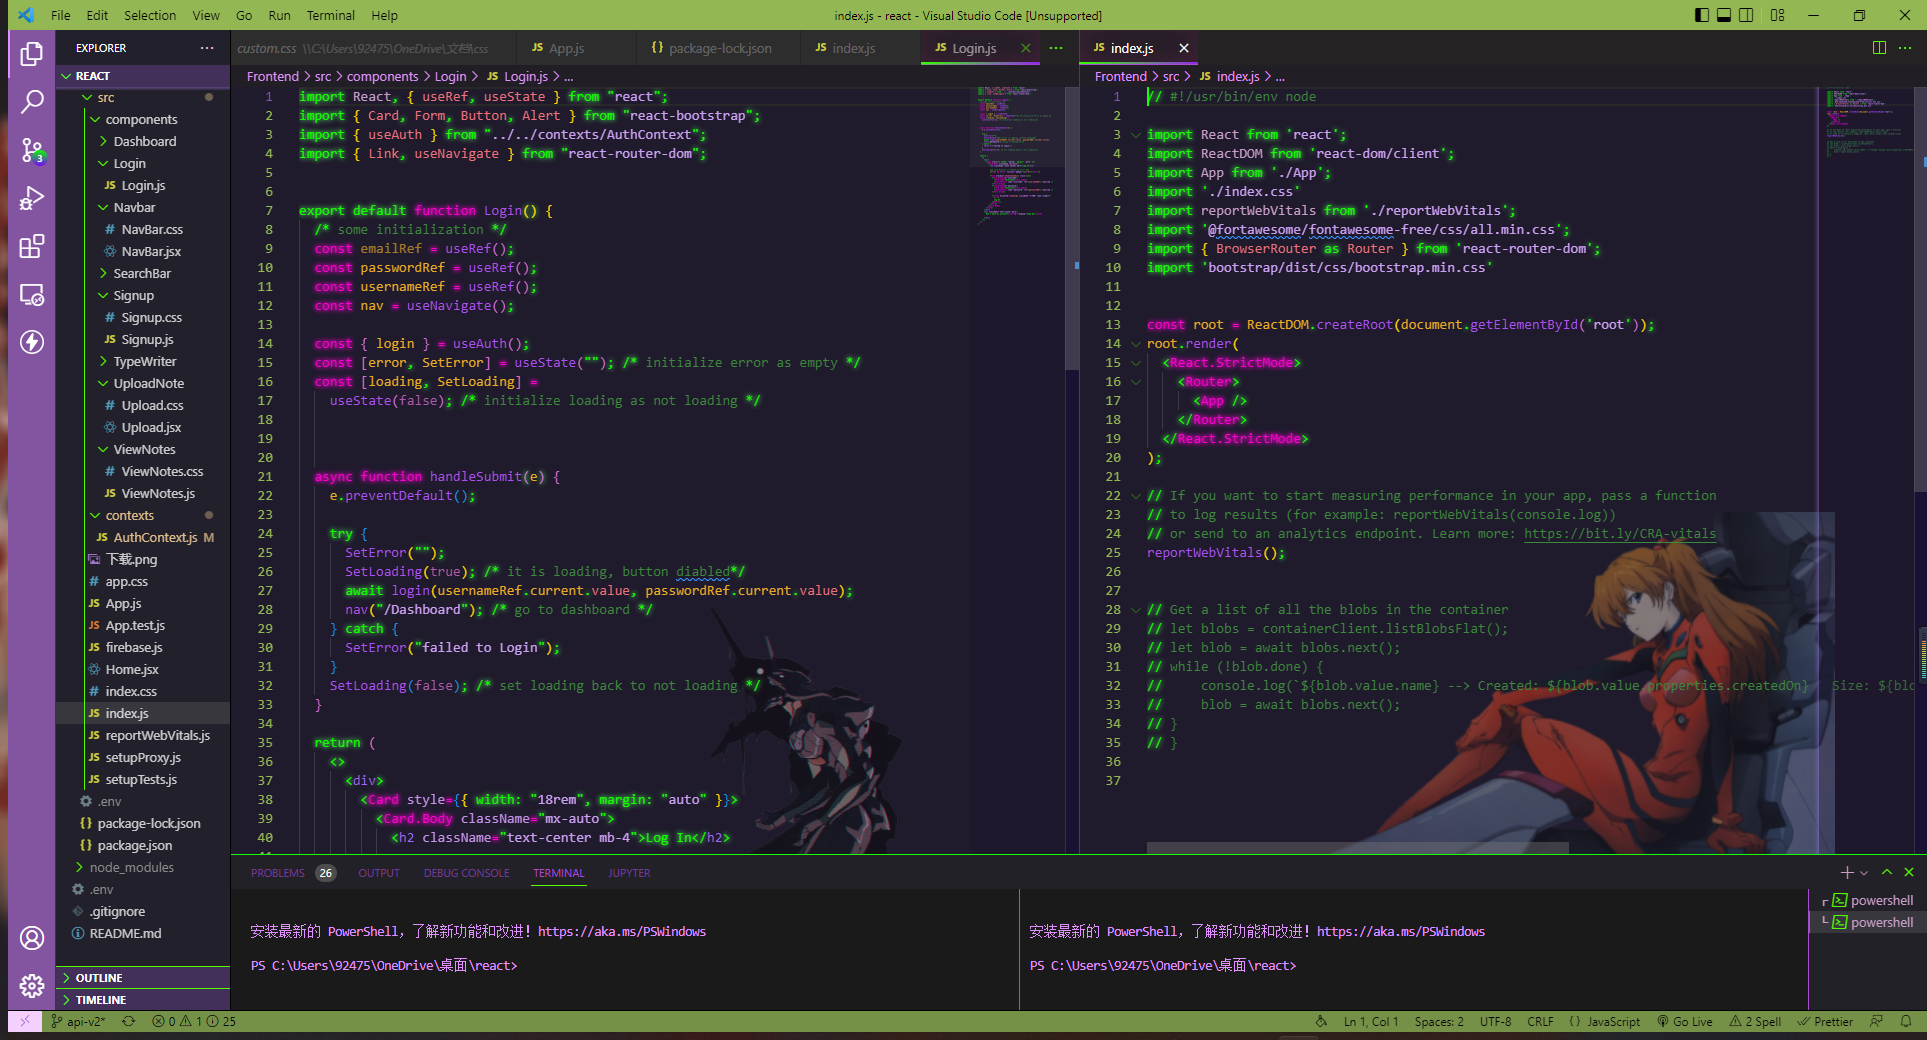 File Edit Selection View Go Run Terminal Help
index.js - react - Visual Studio Code [Unsupported]
EXPLORER
REACT
src
components
Dashboard
Login
JS Login.js
Navbar
# NavBar.css
NavBar.jsx
SearchBar
Signup
# Signup.css
JS Signup.js
TypeWriter
UploadNote
# Upload.css
Upload.jsx
ViewNotes
# ViewNotes.css
JS ViewNotes.js
contexts
JS AuthContext.js M
下载.png
# app.css
JS App.js
JS App.test.js
JS firebase.js
Home.jsx
# index.css
JS index.js
JS reportWebVitals.js
JS setupProxy.js
JS setupTests.js
.env
{} package-lock.json
{} package.json
node_modules
.env
.gitignore
README.md
OUTLINE
TIMELINE
3
custom.css \\C:\Users\92475\OneDrive\文档\css
JS App.js
{} package-lock.json
JS index.js
JS Login.js
Frontend > src > components > Login > JS Login.js > ...
1 import React, { useRef, useState } from "react";
2 import { Card, Form, Button, Alert } from "react-bootstrap";
3 import { useAuth } from "../../contexts/AuthContext";
4 import { Link, useNavigate } from "react-router-dom";
5
6
7 export default function Login() {
8 /* some initialization */
9 const emailRef = useRef();
10 const passwordRef = useRef();
11 const usernameRef = useRef();
12 const nav = useNavigate();
13
14 const { login } = useAuth();
15 const [error, SetError] = useState(""); /* initialize error as empty */
16 const [loading, SetLoading] =
17 useState(false); /* initialize loading as not loading */
18
19
20
21 async function handleSubmit(e) {
22 e.preventDefault();
23
24 try {
25 SetError("");
26 SetLoading(true); /* it is loading, button diabled*/
27 await login(usernameRef.current.value, passwordRef.current.value);
28 nav("/Dashboard"); /* go to dashboard */
29 } catch {
30 SetError("failed to Login");
31 }
32 SetLoading(false); /* set loading back to not loading */
33 }
34
35 return (
36 <>
37 <div>
38 <Card style={{ width: "18rem", margin: "auto" }}>
39 <Card.Body className="mx-auto">
40 <h2 className="text-center mb-4">Log In</h2>
JS index.js
Frontend > src > JS index.js > ...
1 // #!/usr/bin/env node
2
3 import React from 'react';
4 import ReactDOM from 'react-dom/client';
5 import App from './App';
6 import './index.css'
7 import reportWebVitals from './reportWebVitals';
8 import '@fortawesome/fontawesome-free/css/all.min.css';
9 import { BrowserRouter as Router } from 'react-router-dom';
10 import 'bootstrap/dist/css/bootstrap.min.css'
11
12
13 const root = ReactDOM.createRoot(document.getElementById('root'));
14 root.render(
15 <React.StrictMode>
16 <Router>
17 <App />
18 </Router>
19 </React.StrictMode>
20 );
21
22 // If you want to start measuring performance in your app, pass a function
23 // to log results (for example: reportWebVitals(console.log))
24 // or send to an analytics endpoint. Learn more: https://bit.ly/CRA-vitals
25 reportWebVitals();
26
27
28 // Get a list of all the blobs in the container
29 // let blobs = containerClient.listBlobsFlat();
30 // let blob = await blobs.next();
31 // while (!blob.done) {
32 // console.log(`${blob.value.name} --> Created: ${blob.value.properties.createdOn} Size: ${blo
33 // blob = await blobs.next();
34 // }
35 // }
36
37
PROBLEMS 26 OUTPUT DEBUG CONSOLE TERMINAL JUPYTER
安装最新的 PowerShell，了解新功能和改进！https://aka.ms/PSWindows
PS C:\Users\92475\OneDrive\桌面\react>
安装最新的 PowerShell，了解新功能和改进！https://aka.ms/PSWindows
PS C:\Users\92475\OneDrive\桌面\react>
powershell
powershell
api-v2* 0 1 25
Ln 1, Col 1 Spaces: 2 UTF-8 CRLF {} JavaScript Go Live 2 Spell Prettier